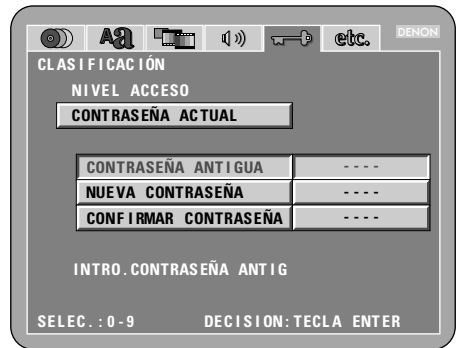 Aa etc. DENON
CLASIFICACIÓN
NIVEL ACCESO
CONTRASEÑA ACTUAL
CONTRASEÑA ANTIGUA ----
NUEVA CONTRASEÑA ----
CONFIRMAR CONTRASEÑA ----
INTRO.CONTRASEÑA ANTIG
SELEC.:0-9 DECISION:TECLA ENTER